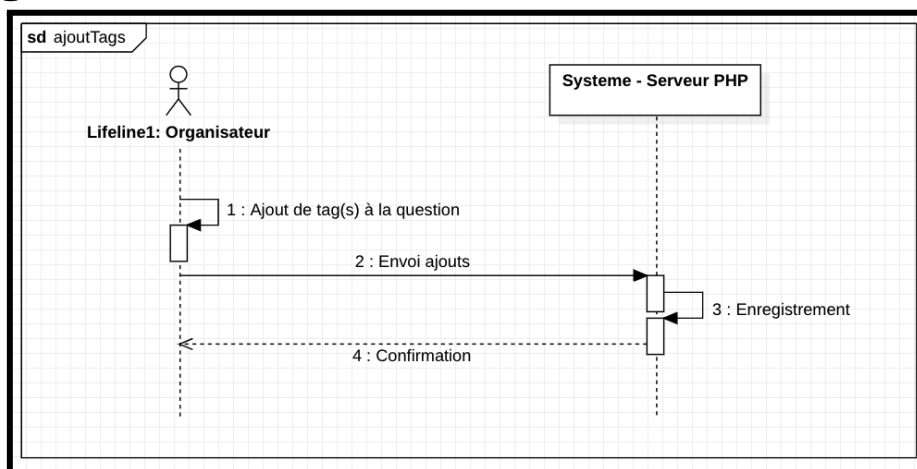 sd ajoutTags
Systeme - Serveur PHP
Lifeline1: Organisateur
1 : Ajout de tag(s) à la question
2 : Envoi ajouts
3 : Enregistrement
4 : Confirmation